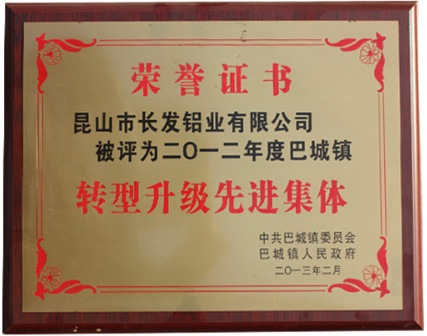 荣誉证书
昆山市长发铝业有限公司
被评为二〇一二年度巴城镇
转型升级先进集体
中共巴城镇委员会
巴城镇人民政府
二〇一三年二月